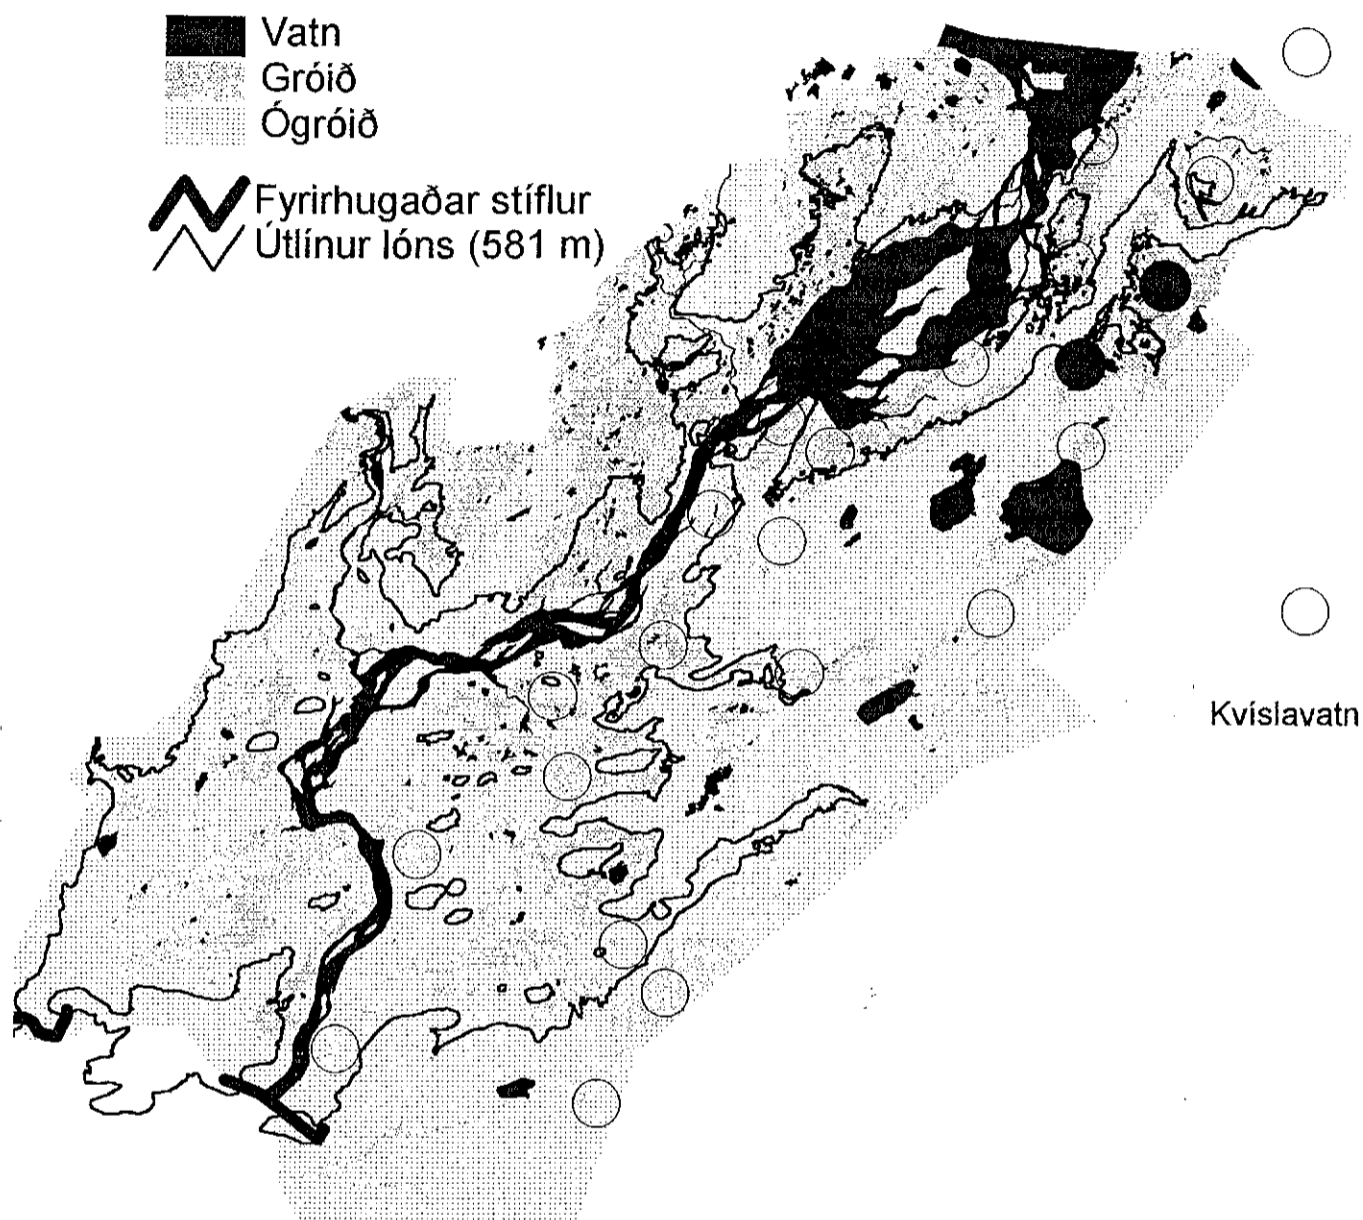 Vatn
Gróið
Ógróið
Fyrirhugaðar stíflur
Útlínur lóns (581 m)
Kvíslavatn